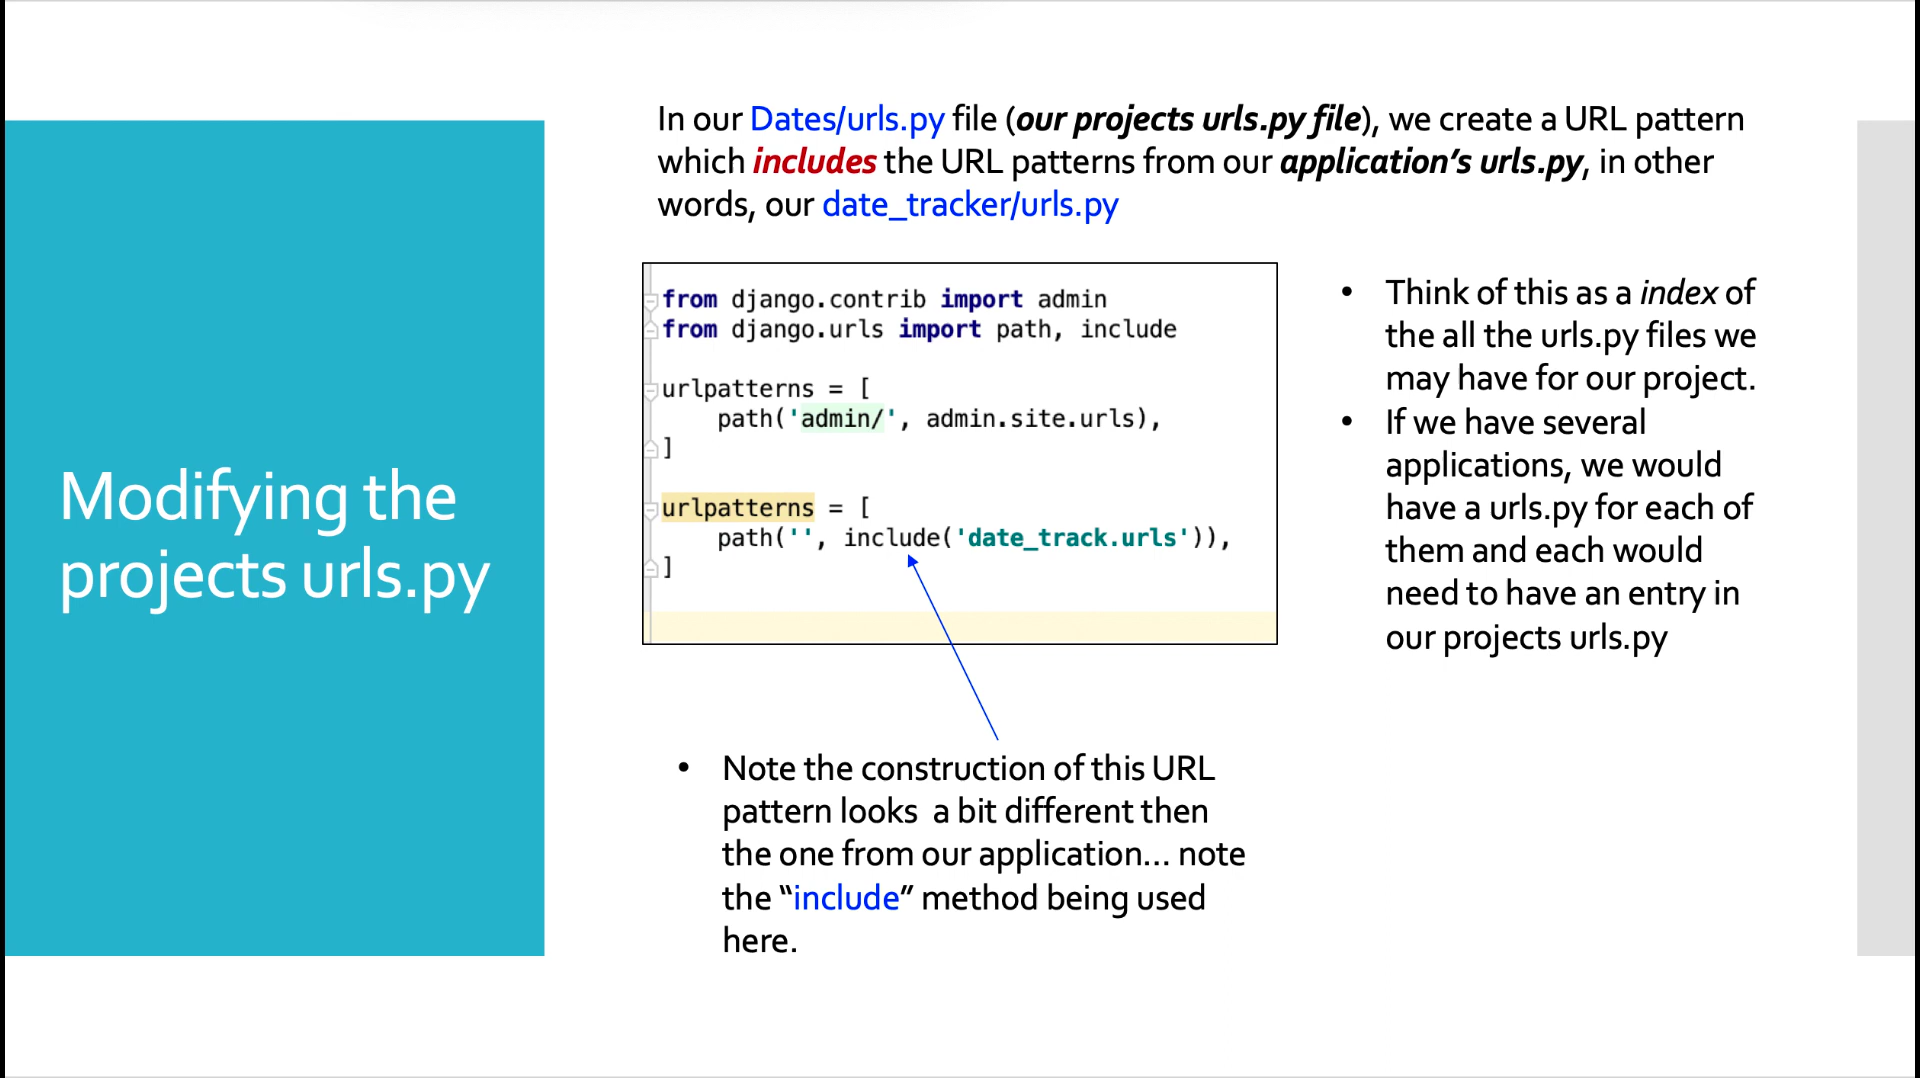 Modifying the
projects urls.py
In our Dates/urls.py file (our projects urls.py file), we create a URL pattern
which includes the URL patterns from our application’s urls.py, in other
words, our date_tracker/urls.py
from django.contrib import admin
from django.urls import path, include
urlpatterns = [
    path('admin/', admin.site.urls),
]
urlpatterns = [
    path('', include('date_track.urls')),
]
• Think of this as a index of
the all the urls.py files we
may have for our project.
• If we have several
applications, we would
have a urls.py for each of
them and each would
need to have an entry in
our projects urls.py
• Note the construction of this URL
pattern looks  a bit different then
the one from our application... note
the “include” method being used
here.